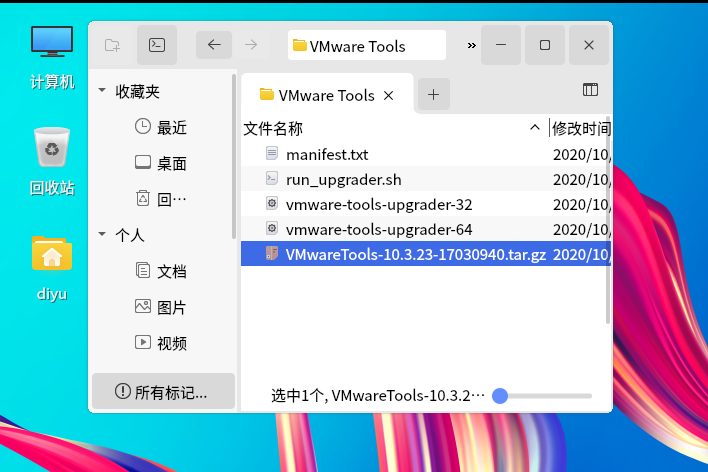 计算机
回收站
diyu
VMware Tools
»
收藏夹
最近
桌面
回···
个人
文档
图片
视频
所有标记...
VMware Tools
文件名称
修改时间
manifest.txt
2020/10/
run_upgrader.sh
2020/10/
vmware-tools-upgrader-32
2020/10/
vmware-tools-upgrader-64
2020/10/
VMwareTools-10.3.23-17030940.tar.gz
2020/10/
选中1个, VMwareTools-10.3.2···